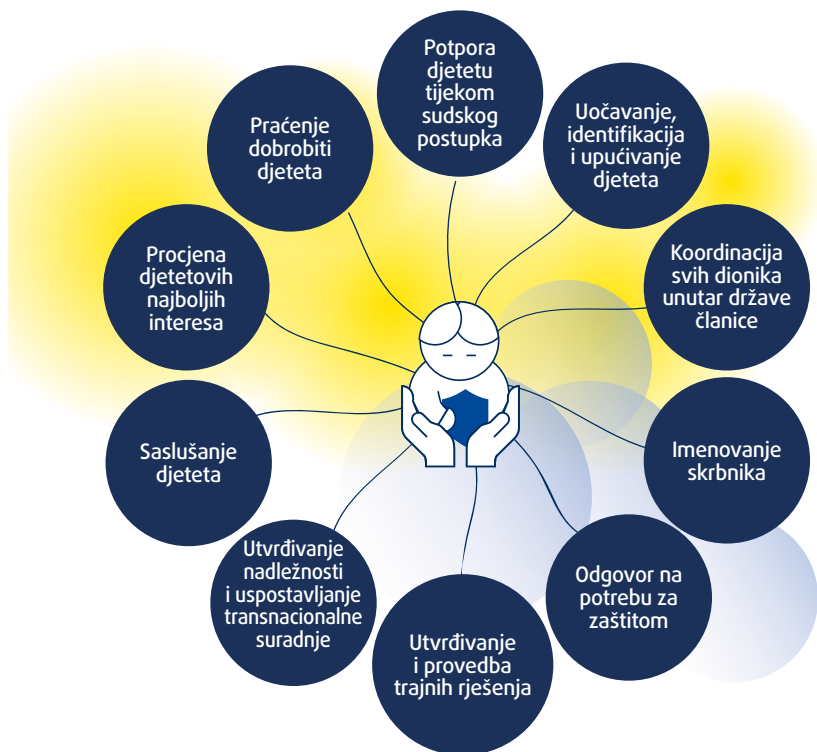 Potpora
djetetu
tijekom
sudskog
postupka
Uočavanje,
identifikacija
i upućivanje
djeteta
Koordinacija
svih dionika
unutar države
članice
Imenovanje
skrbnika
Odgovor na
potrebu za
zaštitom
Utvrđivanje
i provedba
trajnih rješenja
Utvrđivanje
nadležnosti
i uspostavljanje
transnacionalne
suradnje
Saslušanje
djeteta
Procjena
djetetovih
najboljih
interesa
Praćenje
dobrobiti
djeteta